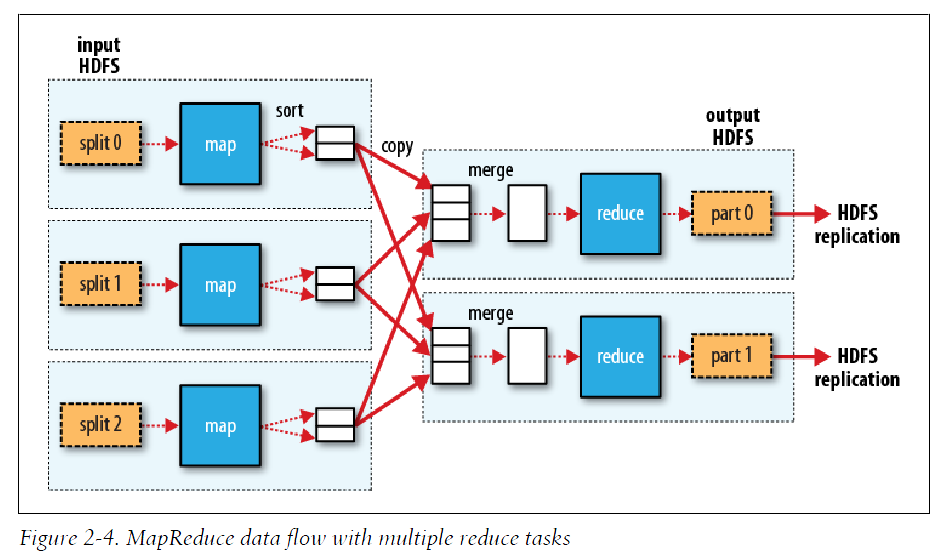 input
HDFS
split 0
map
sort
copy
split 1
map
split 2
map
output
HDFS
merge
reduce
part 0
HDFS
replication
merge
reduce
part 1
HDFS
replication
Figure 2-4. MapReduce data flow with multiple reduce tasks